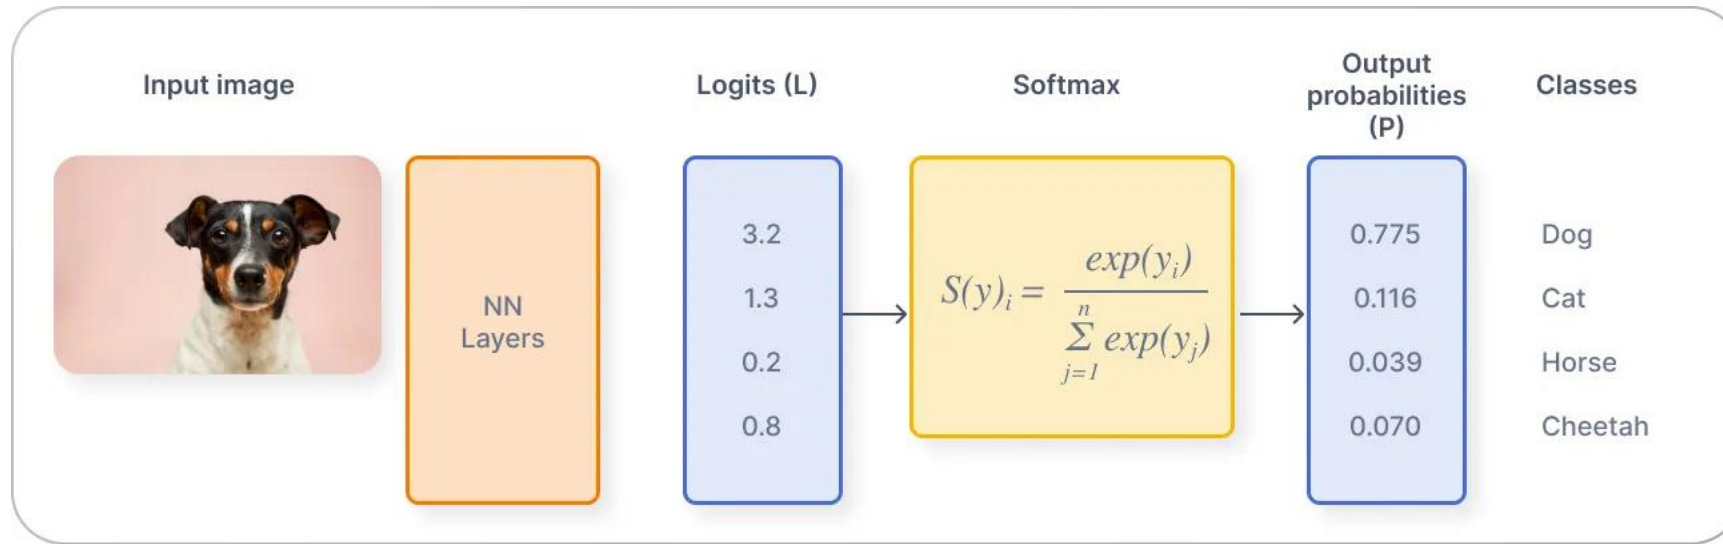 Input image
Logits (L)
Softmax
Output
probabilities
(P)
Classes
NN
Layers
3.2
1.3
0.2
0.8
S(y)i = exp(yi)
n
Σ exp(yj)
j=1
0.775
0.116
0.039
0.070
Dog
Cat
Horse
Cheetah